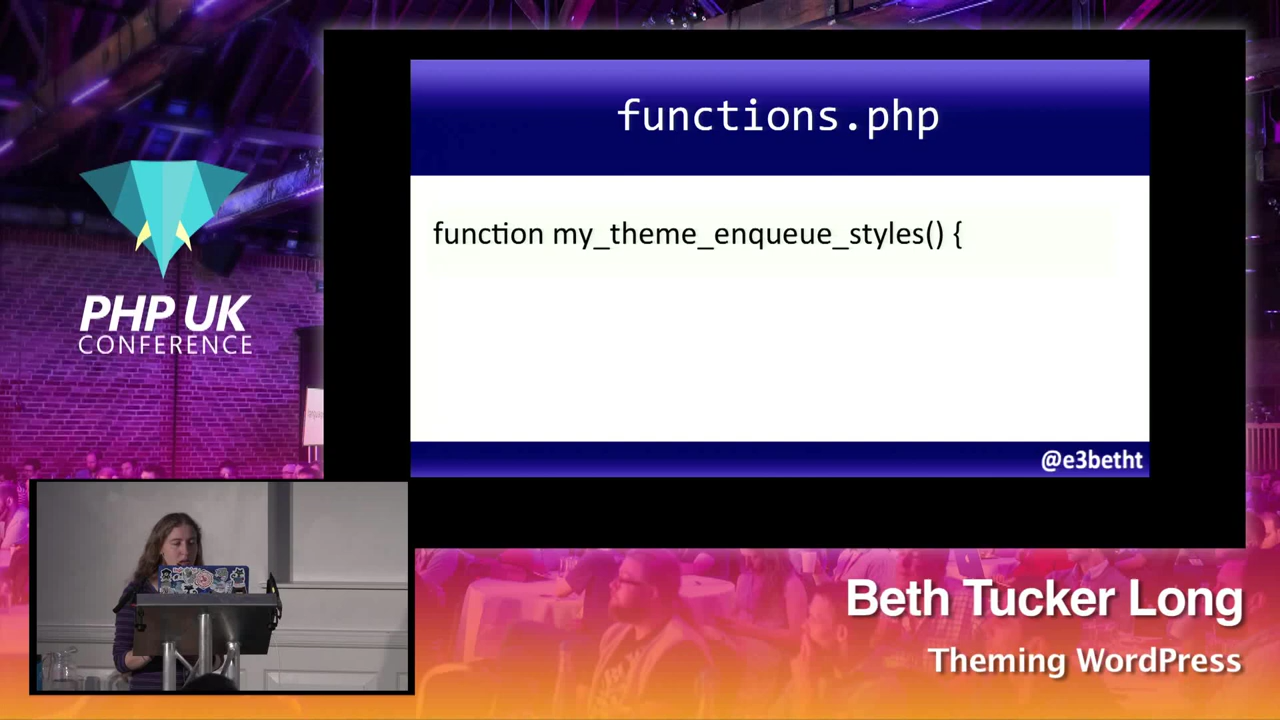 functions.php
function my_theme_enqueue_styles() {
@e3betht
PHP UK
CONFERENCE
Beth Tucker Long
Theming WordPress